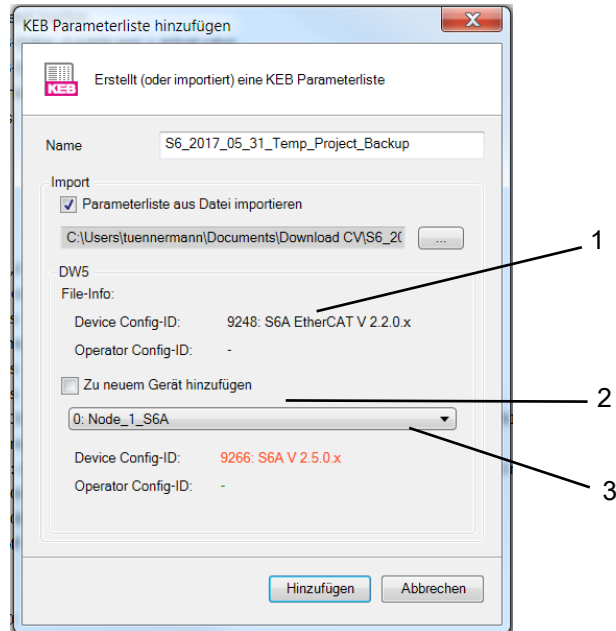 KEB Parameterliste hinzufügen
KEB
Erstellt (oder importiert) eine KEB Parameterliste
Name S6_2017_05_31_Temp_Project_Backup
Import
Parameterliste aus Datei importieren
C:\Users\tuennermann\Documents\Download CV\S6_20 ...
1
DW5
File-Info:
Device Config-ID: 9248: S6A EtherCAT V 2.2.0.x
Operator Config-ID: -
Zu neuem Gerät hinzufügen
2
0: Node_1_S6A
Device Config-ID: 9266: S6A V 2.5.0.x
3
Operator Config-ID: -
Hinzufügen Abbrechen